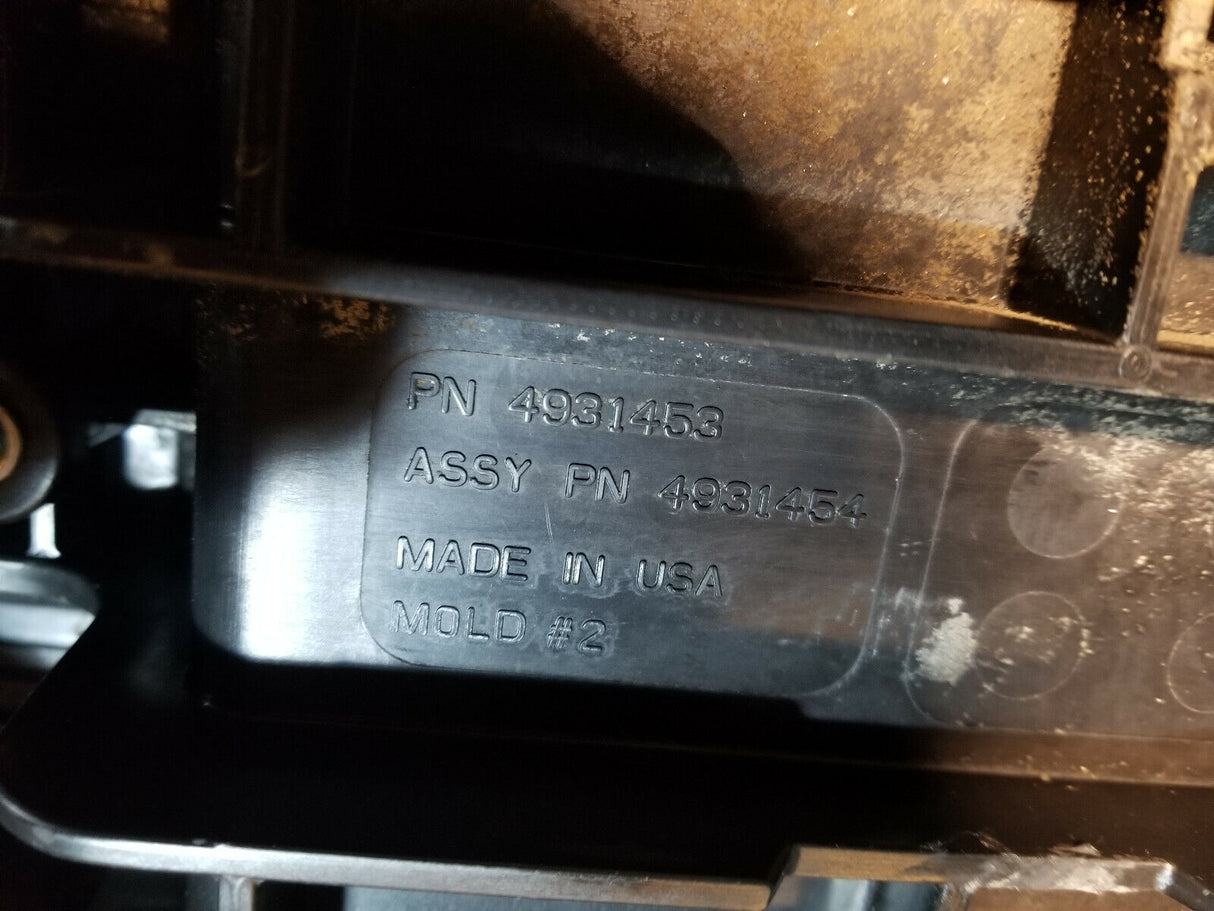 PN 4931453
ASSY PN 4931454
MADE IN USA
MOLD #2